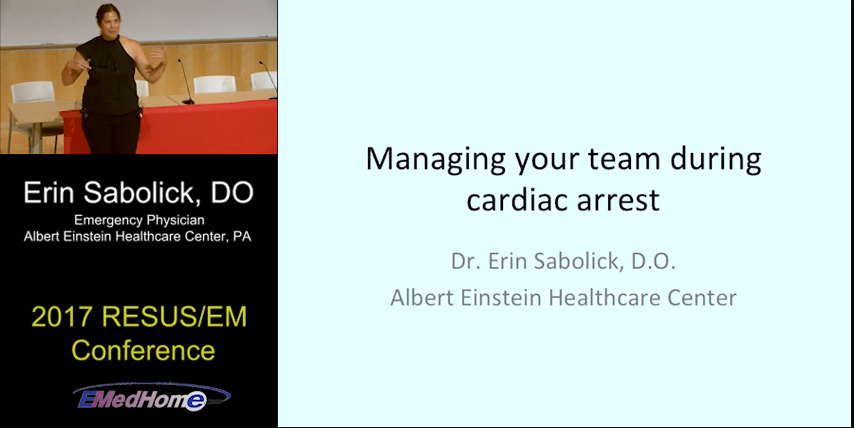 Erin Sabolick, DO
Emergency Physician
Albert Einstein Healthcare Center, PA
2017 RESUS/EM
Conference
EMedHome
Managing your team during
cardiac arrest
Dr. Erin Sabolick, D.O.
Albert Einstein Healthcare Center